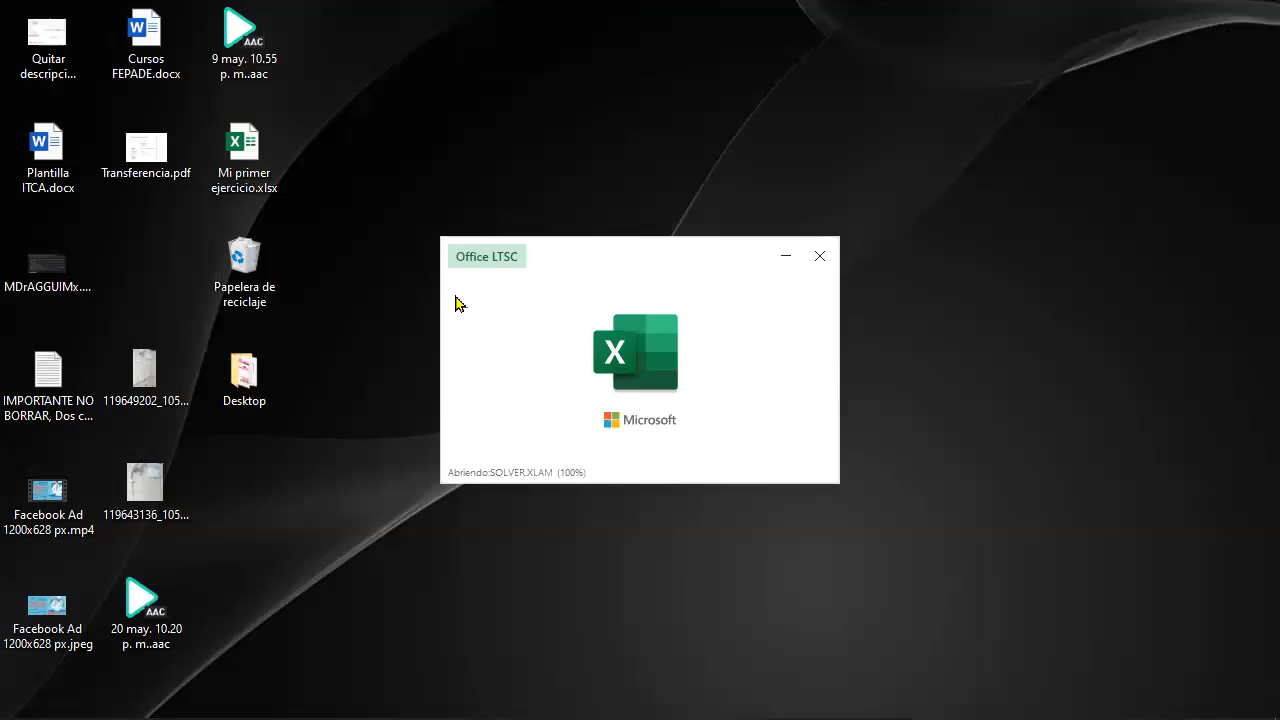 Quitar
descripci...
Cursos
FEPADE.docx
AAC
9 may. 10.55
p. m..aac
Plantilla
ITCA.docx
Transferencia.pdf
Mi primer
ejercicio.xlsx
MDrAGGUIMx....
Papelera de
reciclaje
IMPORTANTE NO
BORRAR, Dos c...
119649202_105...
Desktop
Facebook Ad
1200x628 px.mp4
119643136_105...
Facebook Ad
1200x628 px.jpeg
AAC
20 may. 10.20
p. m..aac
Office LTSC
X
Microsoft
Abriendo:SOLVER.XLAM (100%)